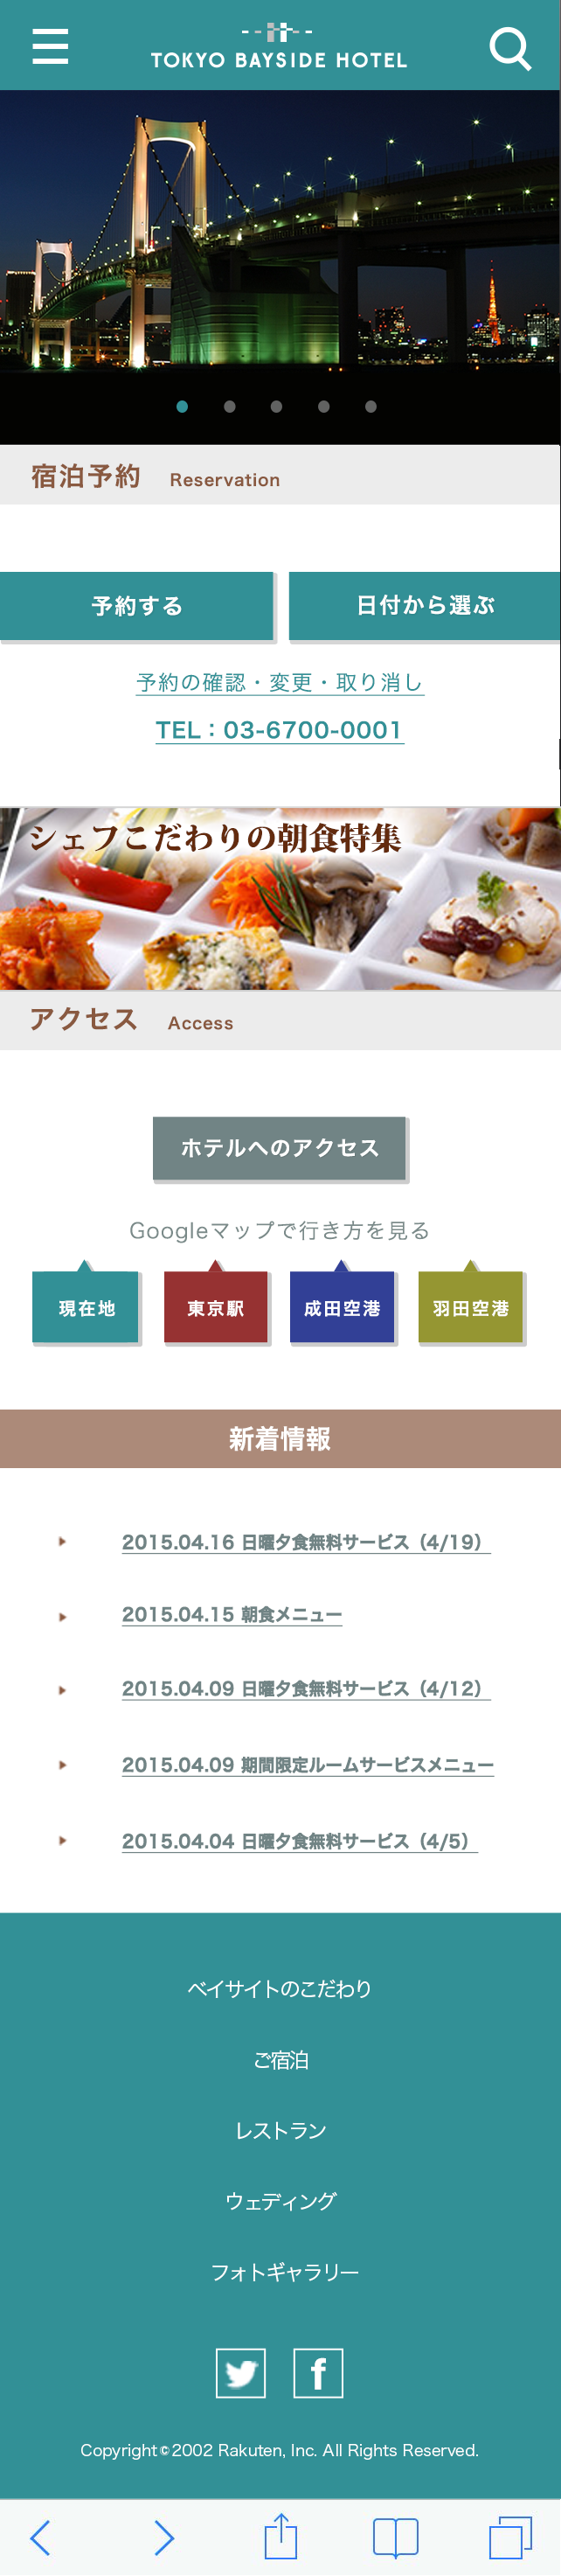 TOKYO BAYSIDE HOTEL
宿泊予約 Reservation
予約する 日付から選ぶ
予約の確認・変更・取り消し
TEL：03-6700-0001
シェフこだわりの朝食特集
アクセス Access
ホテルへのアクセス
Googleマップで行き方を見る
現在地 東京駅 成田空港 羽田空港
新着情報
2015.04.16 日曜夕食無料サービス（4/19）
2015.04.15 朝食メニュー
2015.04.09 日曜夕食無料サービス（4/12）
2015.04.09 期間限定ルームサービスメニュー
2015.04.04 日曜夕食無料サービス（4/5）
ベイサイトのこだわり
ご宿泊
レストラン
ウェディング
フォトギャラリー
f
Copyright©2002 Rakuten, Inc. All Rights Reserved.